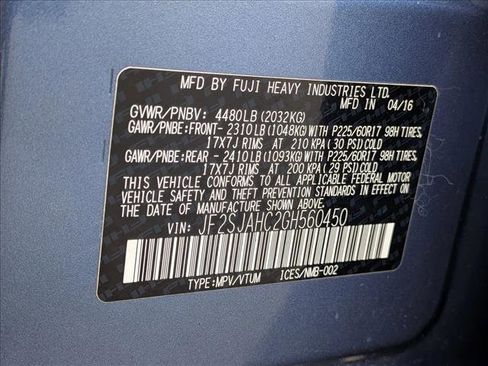 MFD BY FUJI HEAVY INDUSTRIES LTD.
MADE IN JAPAN 04/16
GVWR/PNBV: 4480LB(2032KG)
GAWR/PNBE:FRONT-2310LB(1048KG)WITH P225/60R17 98H TIRES,
17X7J RIMS AT 210 KPA(30 PSI)COLD
GAWR/PNBE:REAR -2410LB(1093KG)WITH P225/60R17 98H TIRES,
17X7J RIMS AT 200 KPA(29 PSI)COLD
THIS VEHICLE CONFORMS TO ALL APPLICABLE FEDERAL MOTOR
VEHICLE SAFETY AND THEFT PREVENTION STANDARDS IN EFFECT
ON THE DATE OF MANUFACTURE SHOWN ABOVE.
VIN: JF2SJAHC2GH560450
TYPE:MPV/VTUM ICES/NMB-002